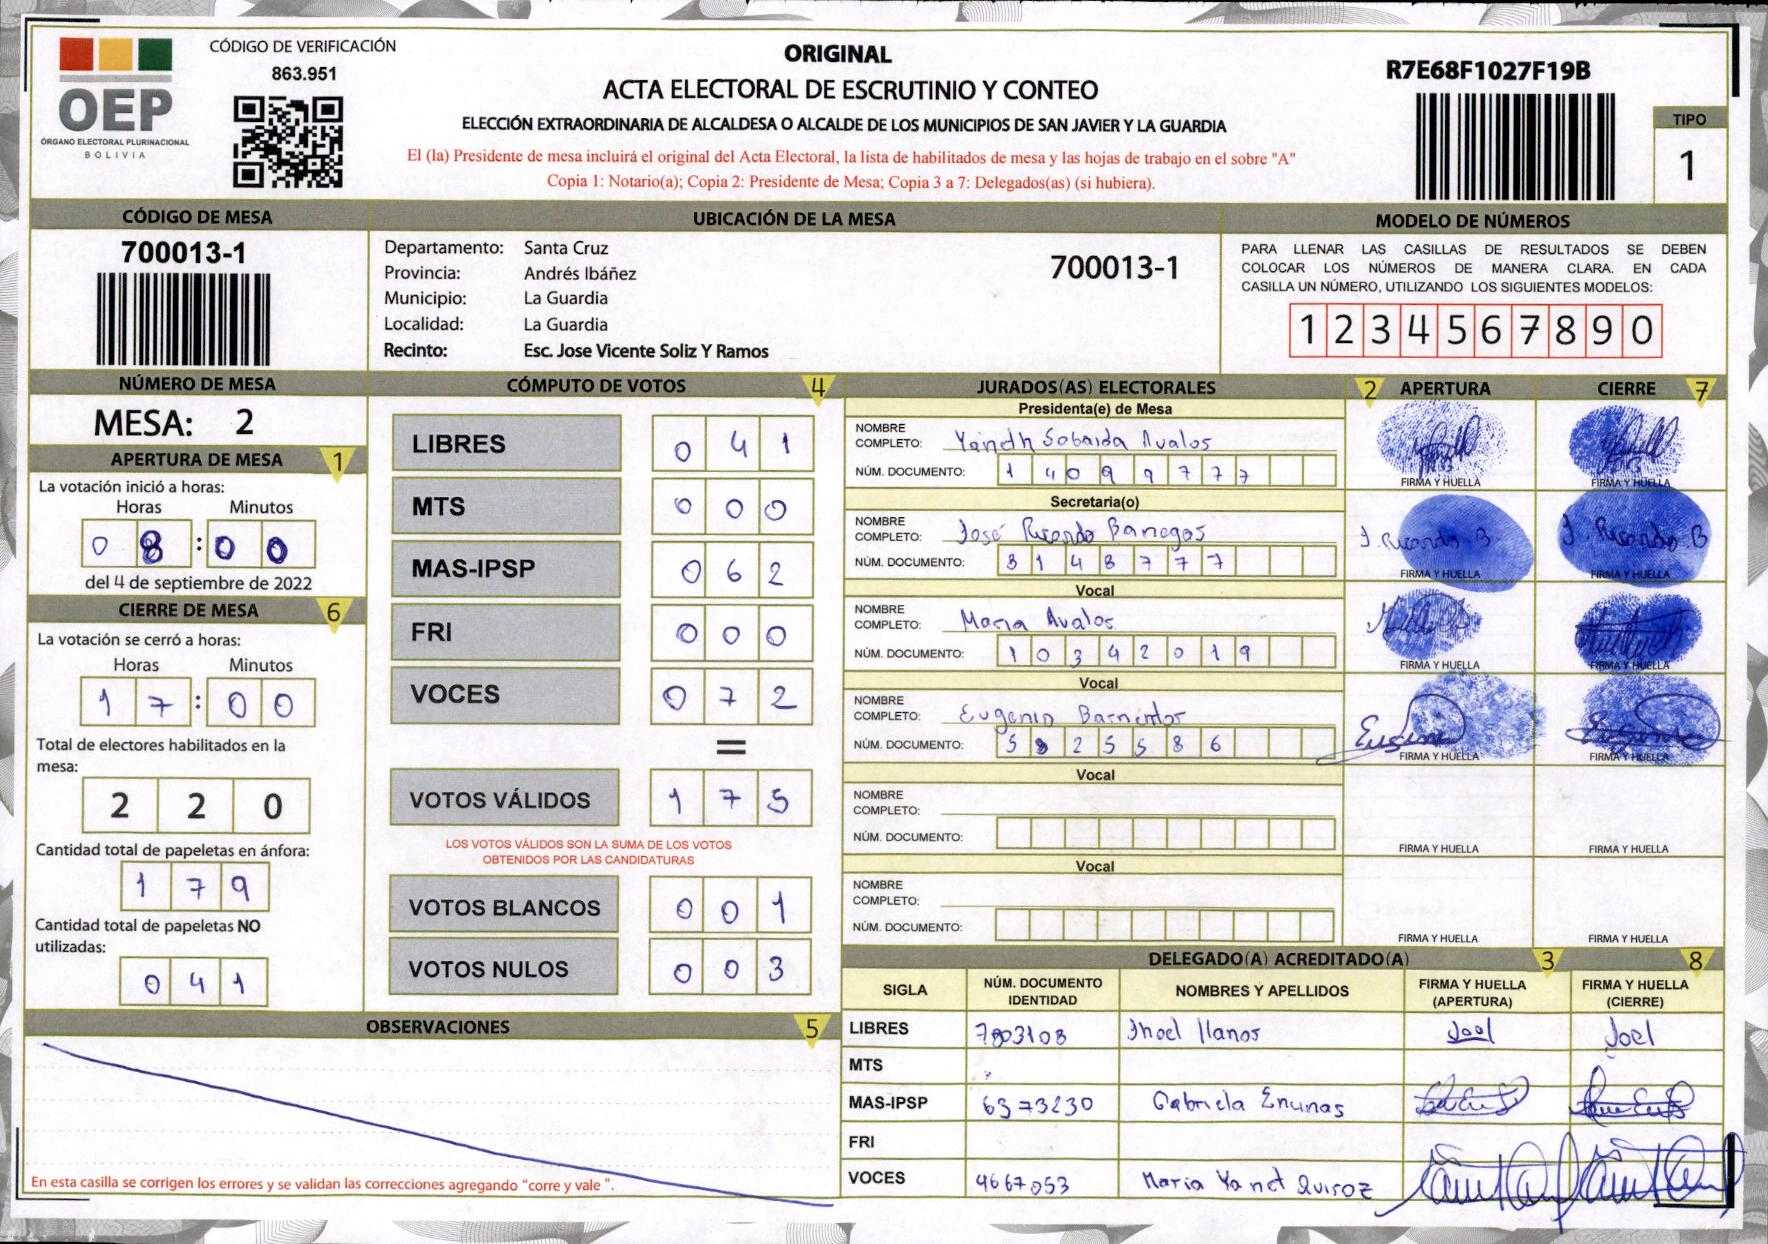 OEP
ÓRGANO ELECTORAL PLURINACIONAL
BOLIVIA
CÓDIGO DE VERIFICACIÓN
863.951
ORIGINAL
ACTA ELECTORAL DE ESCRUTINIO Y CONTEO
ELECCIÓN EXTRAORDINARIA DE ALCALDESA O ALCALDE DE LOS MUNICIPIOS DE SAN JAVIER Y LA GUARDIA
El (la) Presidente de mesa incluirá el original del Acta Electoral, la lista de habilitados de mesa y las hojas de trabajo en el sobre "A"
Copia 1: Notario(a); Copia 2: Presidente de Mesa; Copia 3 a 7: Delegados(as) (si hubiera).
R7E68F1027F19B
TIPO
1
CÓDIGO DE MESA
700013-1
UBICACIÓN DE LA MESA
Departamento: Santa Cruz
Provincia: Andrés Ibáñez
Municipio: La Guardia
Localidad: La Guardia
Recinto: Esc. Jose Vicente Soliz Y Ramos
700013-1
MODELO DE NÚMEROS
PARA LLENAR LAS CASILLAS DE RESULTADOS SE DEBEN
COLOCAR LOS NÚMEROS DE MANERA CLARA. EN CADA
CASILLA UN NÚMERO, UTILIZANDO LOS SIGUIENTES MODELOS:
1 2 3 4 5 6 7 8 9 0
NÚMERO DE MESA
MESA: 2
APERTURA DE MESA 1
La votación inició a horas:
Horas Minutos
0 8 : 0 0
del 4 de septiembre de 2022
CIERRE DE MESA 6
La votación se cerró a horas:
Horas Minutos
1 7 : 0 0
Total de electores habilitados en la
mesa:
2 2 0
Cantidad total de papeletas en ánfora:
1 7 9
Cantidad total de papeletas NO
utilizadas:
0 4 1
CÓMPUTO DE VOTOS 4
LIBRES 0 4 1
MTS 0 0 0
MAS-IPSP 0 6 2
FRI 0 0 0
VOCES 0 7 2
=
VOTOS VÁLIDOS 1 7 5
LOS VOTOS VÁLIDOS SON LA SUMA DE LOS VOTOS
OBTENIDOS POR LAS CANDIDATURAS
VOTOS BLANCOS 0 0 1
VOTOS NULOS 0 0 3
JURADOS(AS) ELECTORALES 2 APERTURA CIERRE 7
Presidenta(e) de Mesa
NOMBRE
COMPLETO: Sobaida Avalos
NÚM. DOCUMENTO: 1 4 0 9 9 7 7 7
FIRMA Y HUELLA FIRMA Y HUELLA
Secretaria(o)
NOMBRE
COMPLETO: José Ricardo Banegas
J. Ricardo B J. Ricardo B
NÚM. DOCUMENTO: 3 1 4 8 7 7 7
FIRMA Y HUELLA FIRMA Y HUELLA
Vocal
NOMBRE
COMPLETO: Maria Avalos
NÚM. DOCUMENTO: 1 0 3 4 2 0 1 9
FIRMA Y HUELLA FIRMA Y HUELLA
Vocal
NOMBRE
COMPLETO: Eugenio Barrientos
NÚM. DOCUMENTO: 5 2 5 5 8 6
FIRMA Y HUELLA FIRMA Y HUELLA
Vocal
NOMBRE
COMPLETO:
NÚM. DOCUMENTO:
FIRMA Y HUELLA FIRMA Y HUELLA
Vocal
NOMBRE
COMPLETO:
NÚM. DOCUMENTO:
FIRMA Y HUELLA FIRMA Y HUELLA
DELEGADO(A) ACREDITADO(A) 3 8
SIGLA NÚM. DOCUMENTO IDENTIDAD NOMBRES Y APELLIDOS FIRMA Y HUELLA (APERTURA) FIRMA Y HUELLA (CIERRE)
LIBRES 7803108 Jhoel llanos Joel Joel
MTS
MAS-IPSP 6373230 Gabriela Encinas
FRI
VOCES 4667053 Maria Yanet Quiroz
OBSERVACIONES 5
En esta casilla se corrigen los errores y se validan las correcciones agregando "corre y vale ".